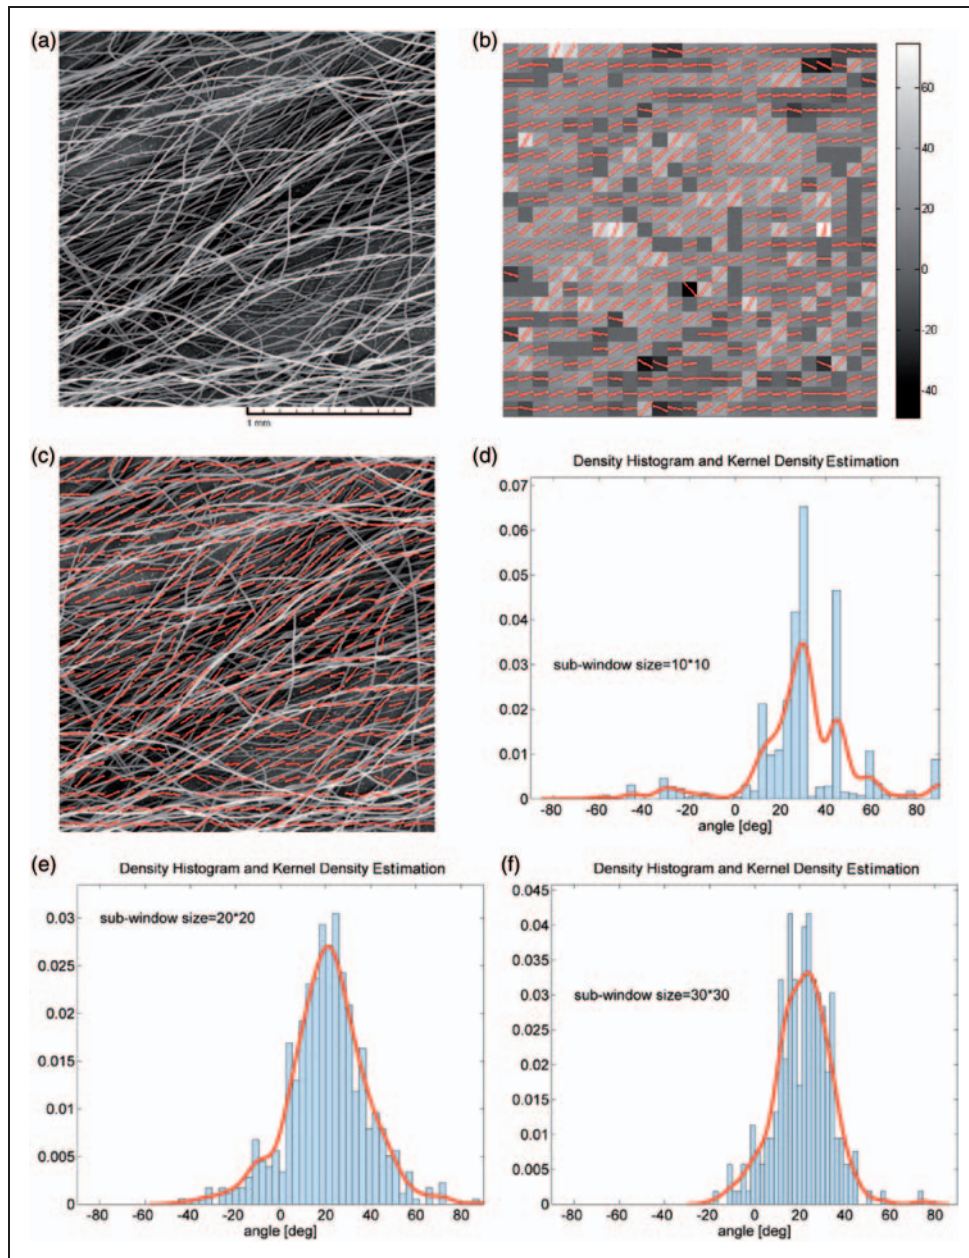 (a)
1 mm
(b)
60
40
20
0
-20
-40
(c)
(d)
Density Histogram and Kernel Density Estimation
0.07
0.06
0.05
0.04
0.03
0.02
0.01
0
sub-window size=10*10
-80 -60 -40 -20 0 20 40 60 80
angle [deg]
(e)
Density Histogram and Kernel Density Estimation
0.03
0.025
0.02
0.015
0.01
0.005
0
sub-window size=20*20
-80 -60 -40 -20 0 20 40 60 80
angle [deg]
(f)
Density Histogram and Kernel Density Estimation
0.045
0.04
0.035
0.03
0.025
0.02
0.015
0.01
0.005
0
sub-window size=30*30
-80 -60 -40 -20 0 20 40 60 80
angle [deg]